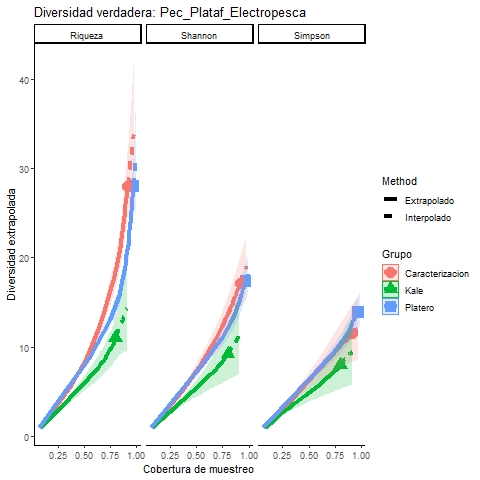 Diversidad verdadera: Pec_Plataf_Electropesca
Riqueza
Shannon
Simpson
40
30
20
10
0
Diversidad extrapolada
0.25 0.50 0.75 1.00
0.25 0.50 0.75 1.00
0.25 0.50 0.75 1.00
Cobertura de muestreo
Method
Extrapolado
Interpolado
Grupo
Caracterizacion
Kale
Platero